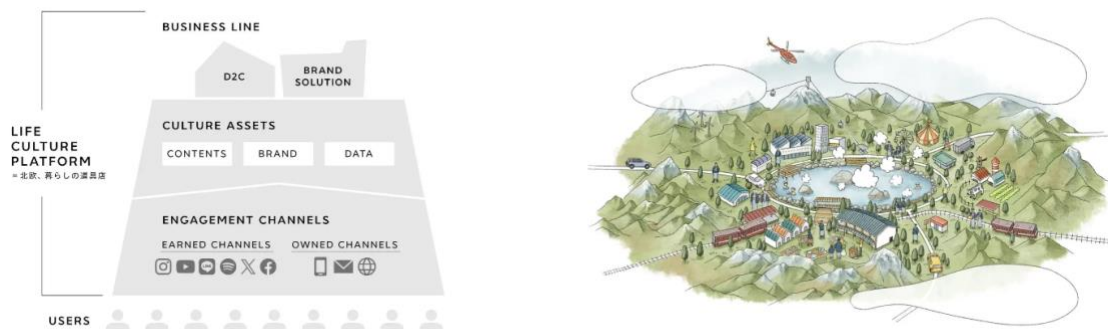 BUSINESS LINE
D2C
BRAND
SOLUTION
LIFE
CULTURE
PLATFORM
=北欧、暮らしの道具店
CULTURE ASSETS
CONTENTS BRAND DATA
ENGAGEMENT CHANNELS
EARNED CHANNELS OWNED CHANNELS
USERS